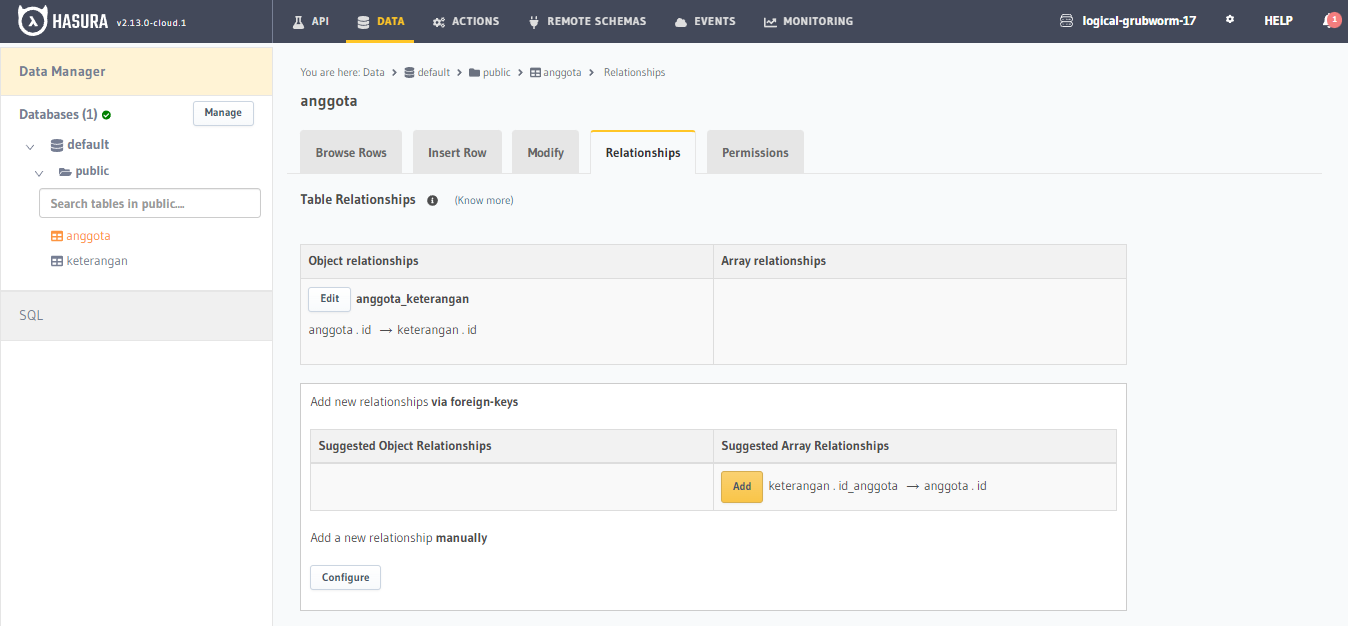 HASURA v2.13.0-cloud.1 API DATA ACTIONS REMOTE SCHEMAS EVENTS MONITORING logical-grubworm-17 HELP 1
Data Manager
Databases (1) Manage
default
public
Search tables in public....
anggota
keterangan
SQL
You are here: Data > default > public > anggota > Relationships
anggota
Browse Rows Insert Row Modify Relationships Permissions
Table Relationships (Know more)
Object relationships Array relationships
Edit anggota_keterangan
anggota . id → keterangan . id
Add new relationships via foreign-keys
Suggested Object Relationships Suggested Array Relationships
Add keterangan . id_anggota → anggota . id
Add a new relationship manually
Configure